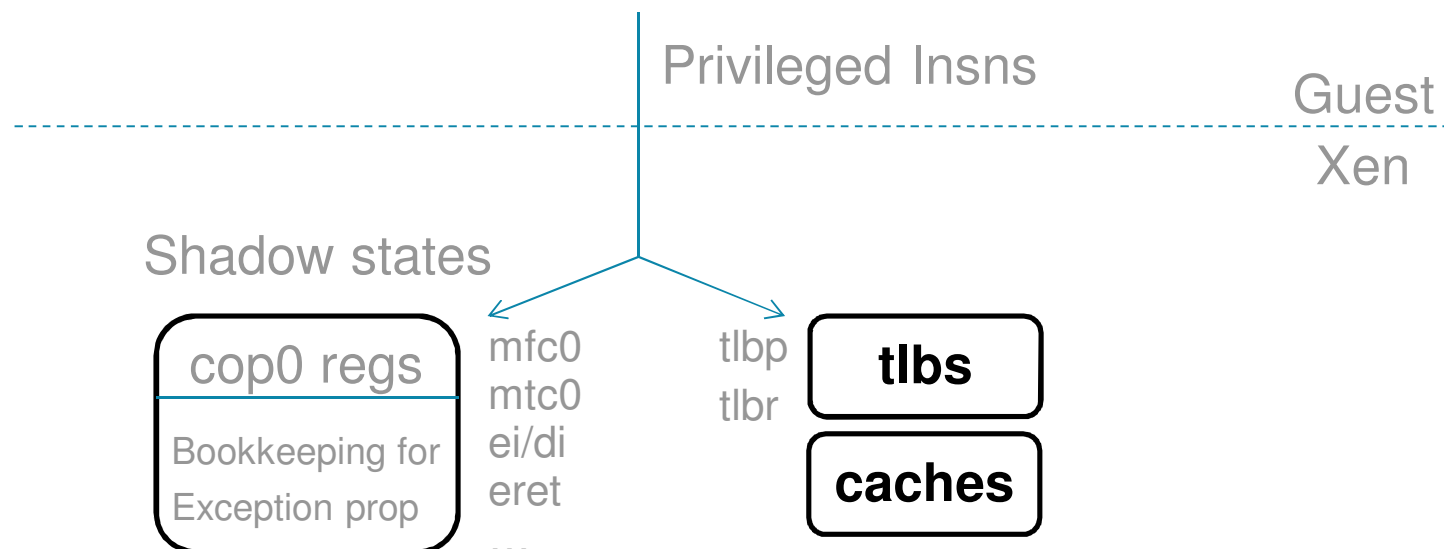 Privileged Insns
Guest
Xen
Shadow states
cop0 regs
Bookkeeping for
Exception prop
mfc0
mtc0
ei/di
eret
...
tlbp
tlbr
tlbs
caches